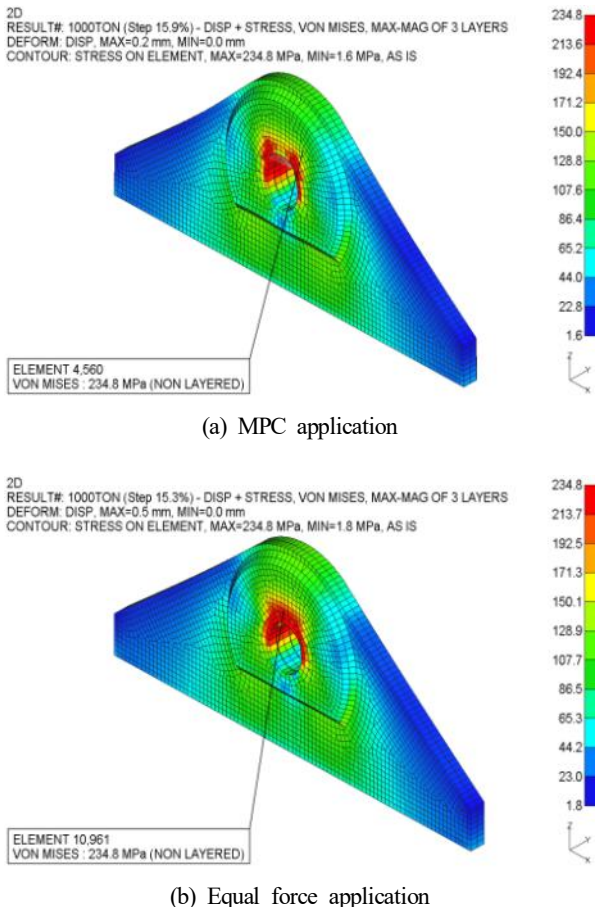 2D
RESULT#: 1000TON (Step 15.9%) - DISP + STRESS, VON MISES, MAX-MAG OF 3 LAYERS
DEFORM: DISP, MAX=0.2 mm, MIN=0.0 mm
CONTOUR: STRESS ON ELEMENT, MAX=234.8 MPa, MIN=1.6 MPa, AS IS
234.8
213.6
192.4
171.2
150.0
128.8
107.6
86.4
65.2
44.0
22.8
1.6
Z
Y
X
ELEMENT 4,560
VON MISES : 234.8 MPa (NON LAYERED)
(a) MPC application
2D
RESULT#: 1000TON (Step 15.3%) - DISP + STRESS, VON MISES, MAX-MAG OF 3 LAYERS
DEFORM: DISP, MAX=0.5 mm, MIN=0.0 mm
CONTOUR: STRESS ON ELEMENT, MAX=234.8 MPa, MIN=1.8 MPa, AS IS
234.8
213.7
192.5
171.3
150.1
128.9
107.7
86.5
65.3
44.2
23.0
1.8
Z
Y
X
ELEMENT 10,961
VON MISES : 234.8 MPa (NON LAYERED)
(b) Equal force application